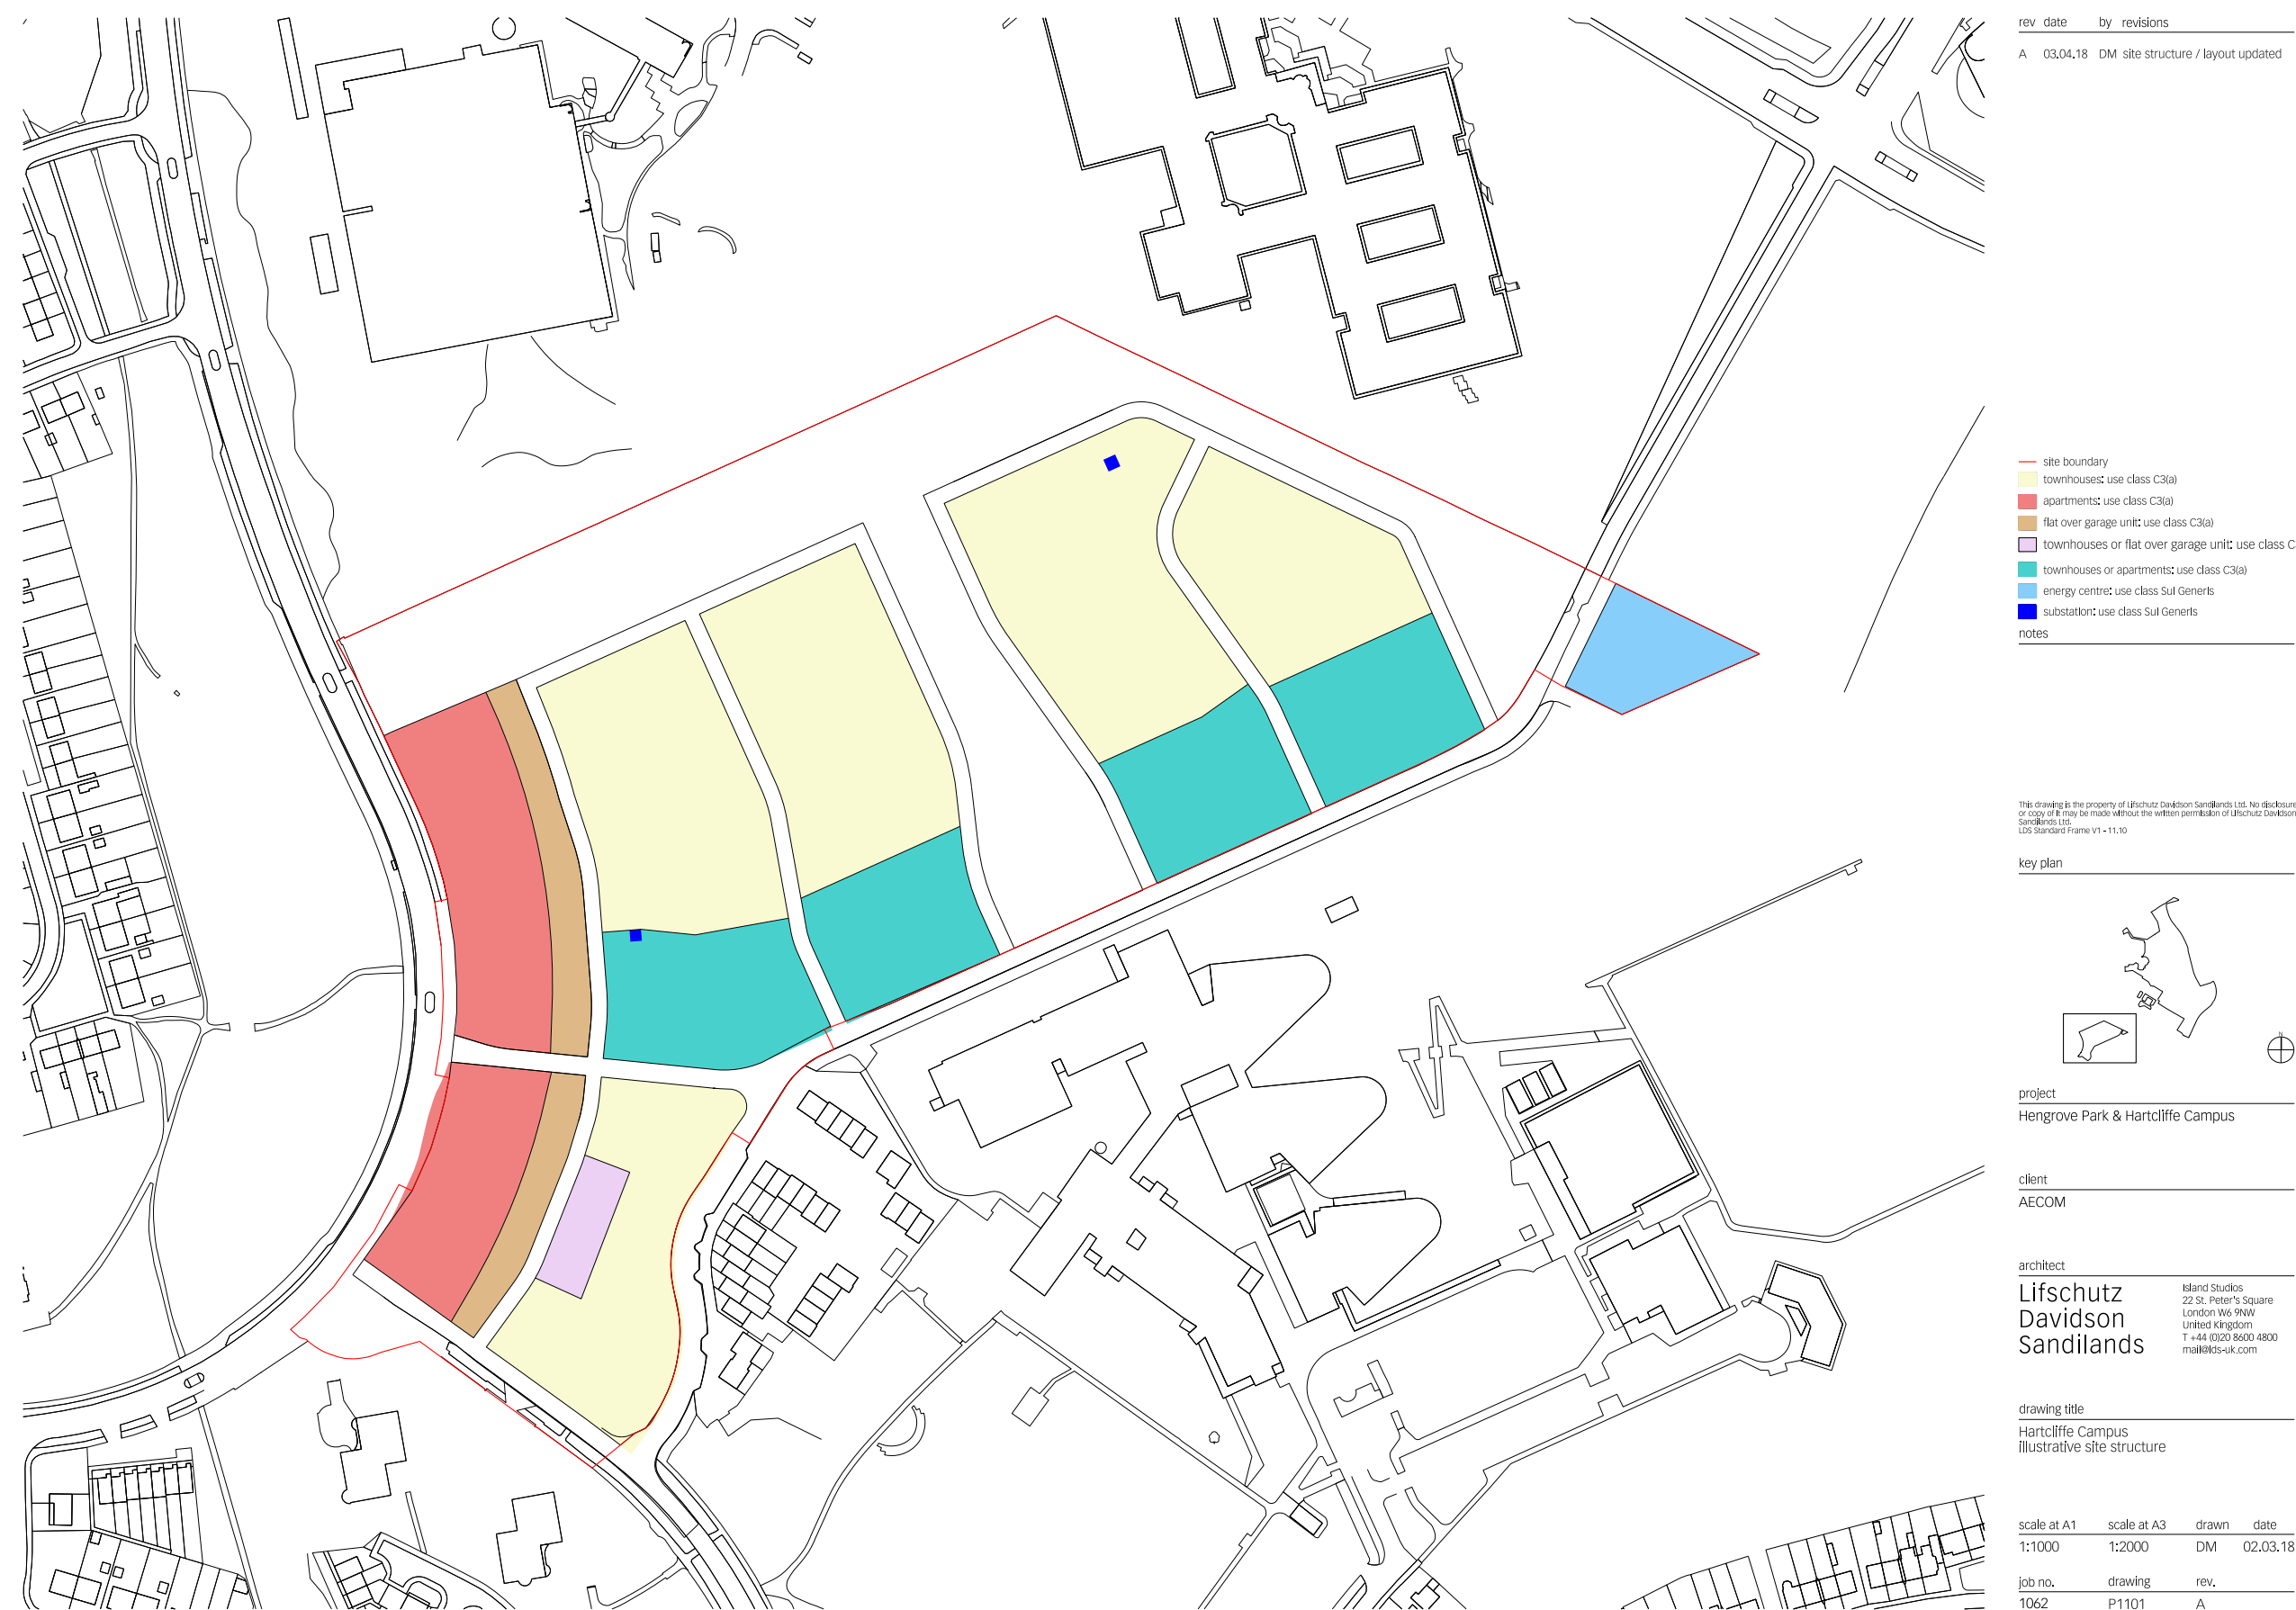 rev date by revisions
A 03.04.18 DM site structure / layout updated
site boundary
townhouses: use class C3(a)
apartments: use class C3(a)
flat over garage unit: use class C3(a)
townhouses or flat over garage unit: use class C
townhouses or apartments: use class C3(a)
energy centre: use class Sui Generis
substation: use class Sui Generis
notes
This drawing is the property of Lifschutz Davidson Sandilands Ltd. No disclosure
or copy of it may be made without the written permission of Lifschutz Davidson
Sandilands Ltd.
LDS Standard Frame V1 - 11.10
key plan
N
project
Hengrove Park & Hartcliffe Campus
client
AECOM
architect
Lifschutz
Davidson
Sandilands
Island Studios
22 St. Peter's Square
London W6 9NW
United Kingdom
T +44 (0)20 8600 4800
mail@lds-uk.com
drawing title
Hartcliffe Campus
illustrative site structure
scale at A1 scale at A3 drawn date
1:1000 1:2000 DM 02.03.18
job no. drawing rev.
1062 P1101 A